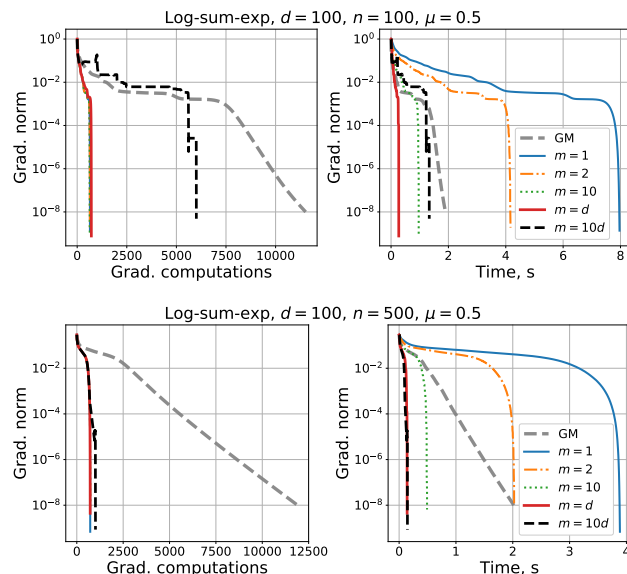 Log-sum-exp, d = 100, n = 100, μ = 0.5
Grad. norm
10⁰
10⁻²
10⁻⁴
10⁻⁶
10⁻⁸
0 2500 5000 7500 10000
Grad. computations
Grad. norm
10⁰
10⁻²
10⁻⁴
10⁻⁶
10⁻⁸
GM
m = 1
m = 2
m = 10
m = d
m = 10d
0 2 4 6 8
Time, s
Log-sum-exp, d = 100, n = 500, μ = 0.5
Grad. norm
10⁻²
10⁻⁴
10⁻⁶
10⁻⁸
0 2500 5000 7500 10000 12500
Grad. computations
Grad. norm
10⁻²
10⁻⁴
10⁻⁶
10⁻⁸
GM
m = 1
m = 2
m = 10
m = d
m = 10d
0 1 2 3 4
Time, s